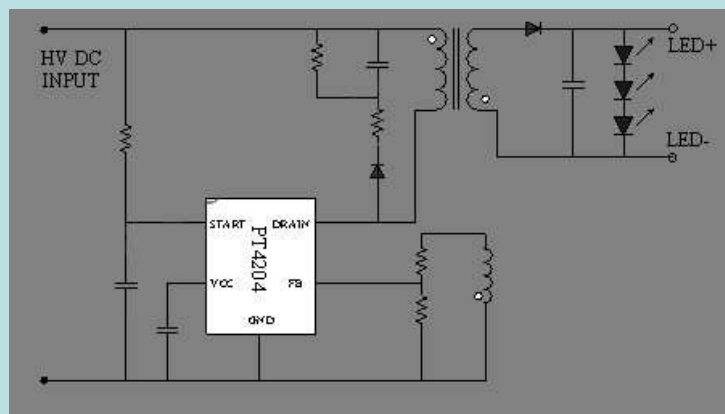 HV DC
INPUT
LED+
LED-
START
DRAIN
PT4204
VCC
FB
GND